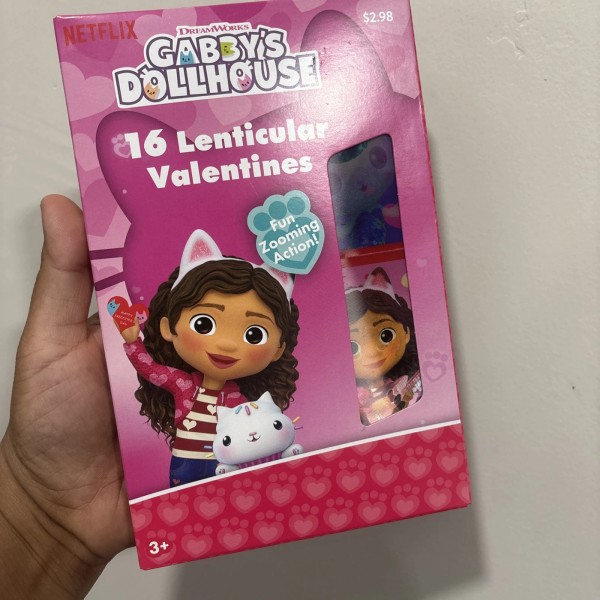 NETFLIX
$2.98
DREAMWORKS
GABBY'S
DOLLHOUSE
16 Lenticular
Valentines
Fun
Zooming
Action!
3+